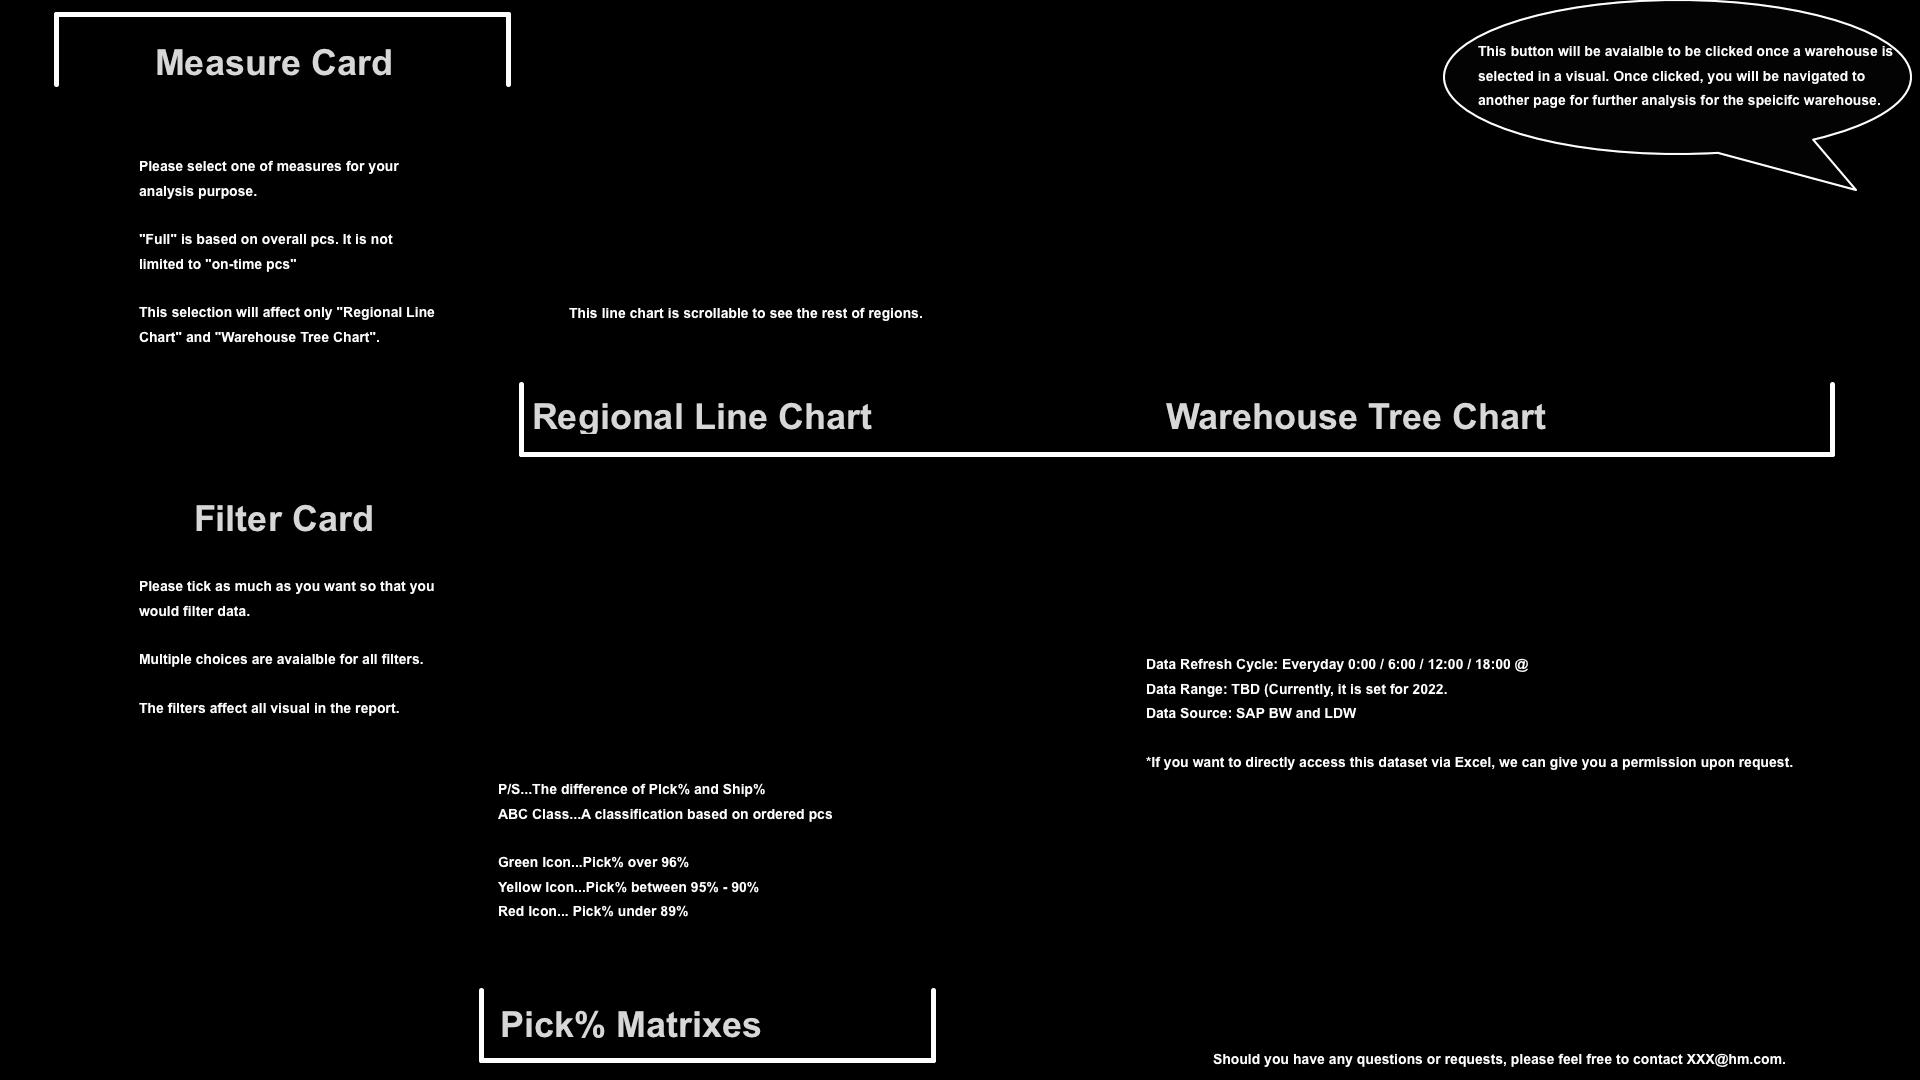 Measure Card
Please select one of measures for your
analysis purpose.
"Full" is based on overall pcs. It is not
limited to "on-time pcs"
This selection will affect only "Regional Line
Chart" and "Warehouse Tree Chart".
This button will be avaialble to be clicked once a warehouse is
selected in a visual. Once clicked, you will be navigated to
another page for further analysis for the speicifc warehouse.
This line chart is scrollable to see the rest of regions.
Regional Line Chart
Warehouse Tree Chart
Filter Card
Please tick as much as you want so that you
would filter data.
Multiple choices are avaialble for all filters.
The filters affect all visual in the report.
Data Refresh Cycle: Everyday 0:00 / 6:00 / 12:00 / 18:00 @
Data Range: TBD (Currently, it is set for 2022.
Data Source: SAP BW and LDW
*If you want to directly access this dataset via Excel, we can give you a permission upon request.
P/S...The difference of PIck% and Ship%
ABC Class...A classification based on ordered pcs
Green Icon...Pick% over 96%
Yellow Icon...Pick% between 95% - 90%
Red Icon... Pick% under 89%
Pick% Matrixes
Should you have any questions or requests, please feel free to contact XXX@hm.com.